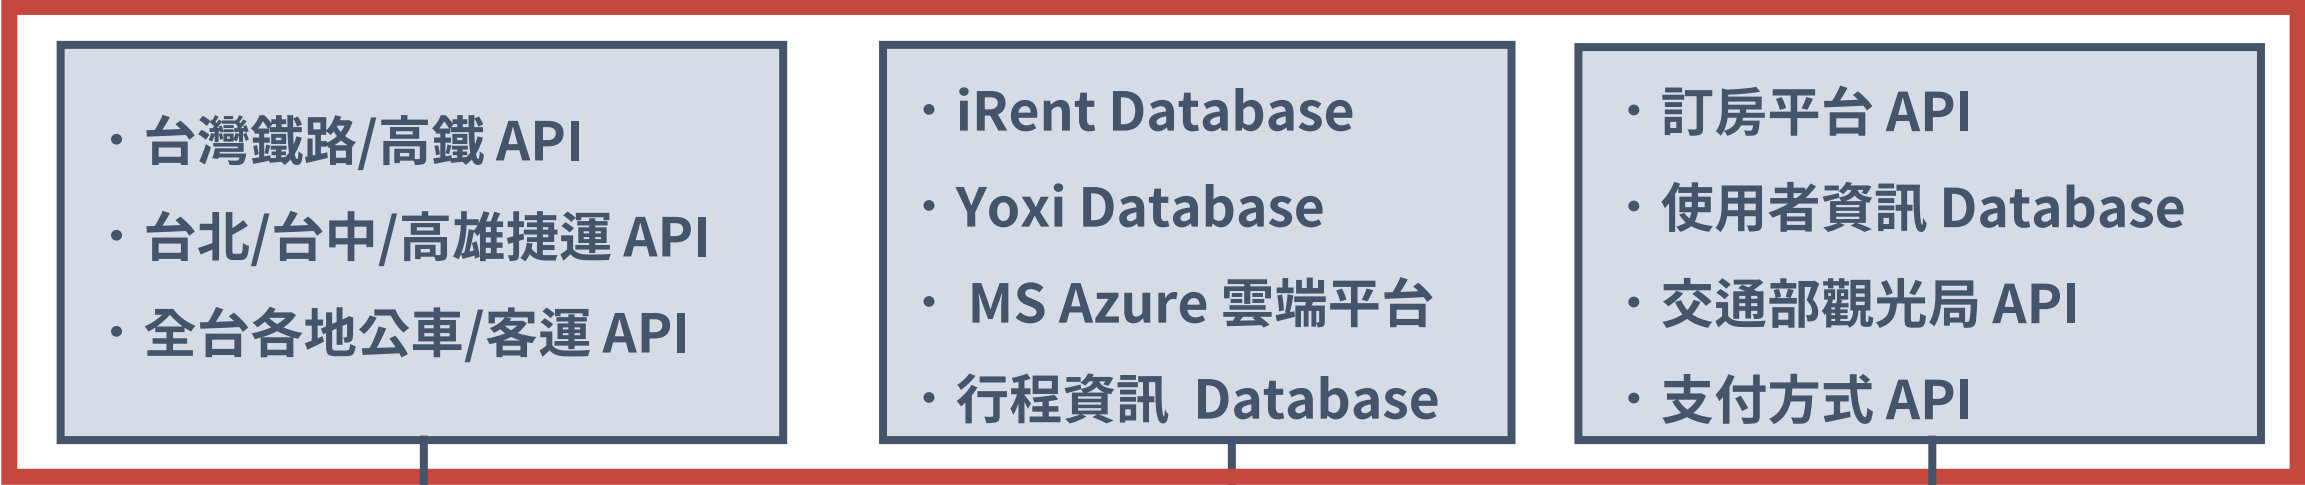 · 台灣鐵路/高鐵 API
· 台北/台中/高雄捷運 API
· 全台各地公車/客運 API
· iRent Database
· Yoxi Database
· MS Azure 雲端平台
· 行程資訊 Database
· 訂房平台 API
· 使用者資訊 Database
· 交通部觀光局 API
· 支付方式 API